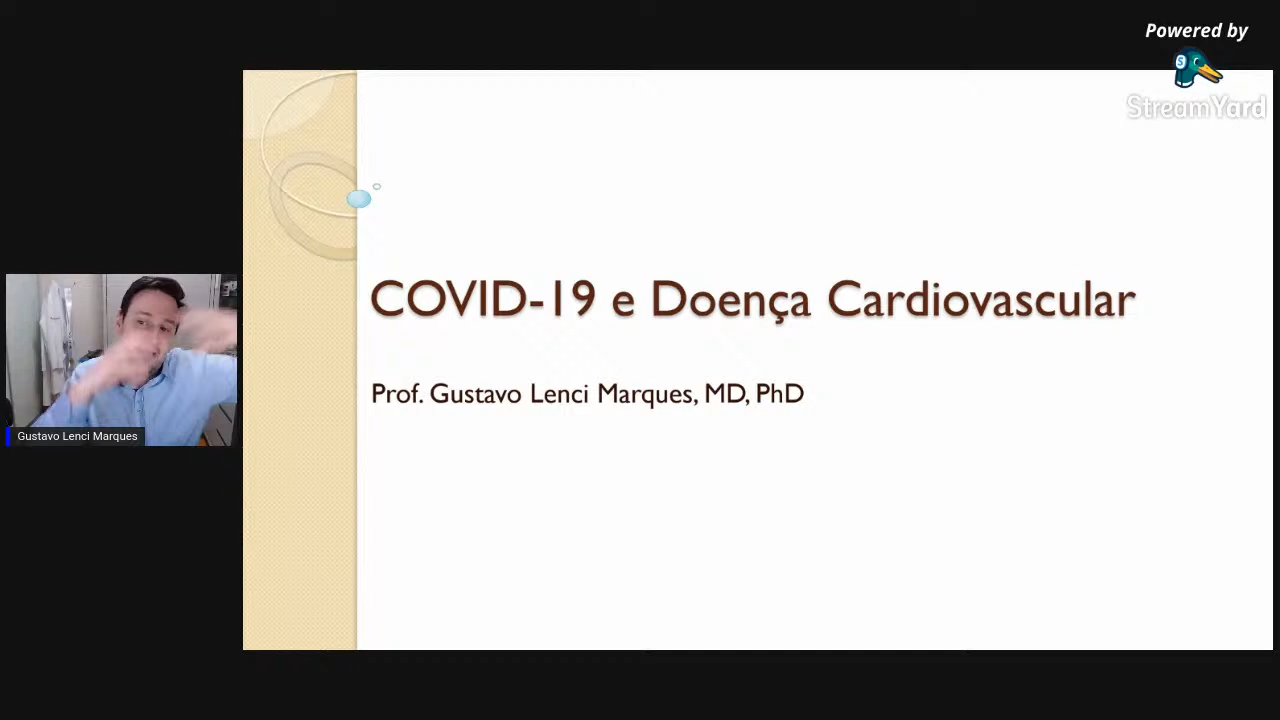 Powered by
StreamYard
COVID-19 e Doença Cardiovascular
Prof. Gustavo Lenci Marques, MD, PhD
Gustavo Lenci Marques